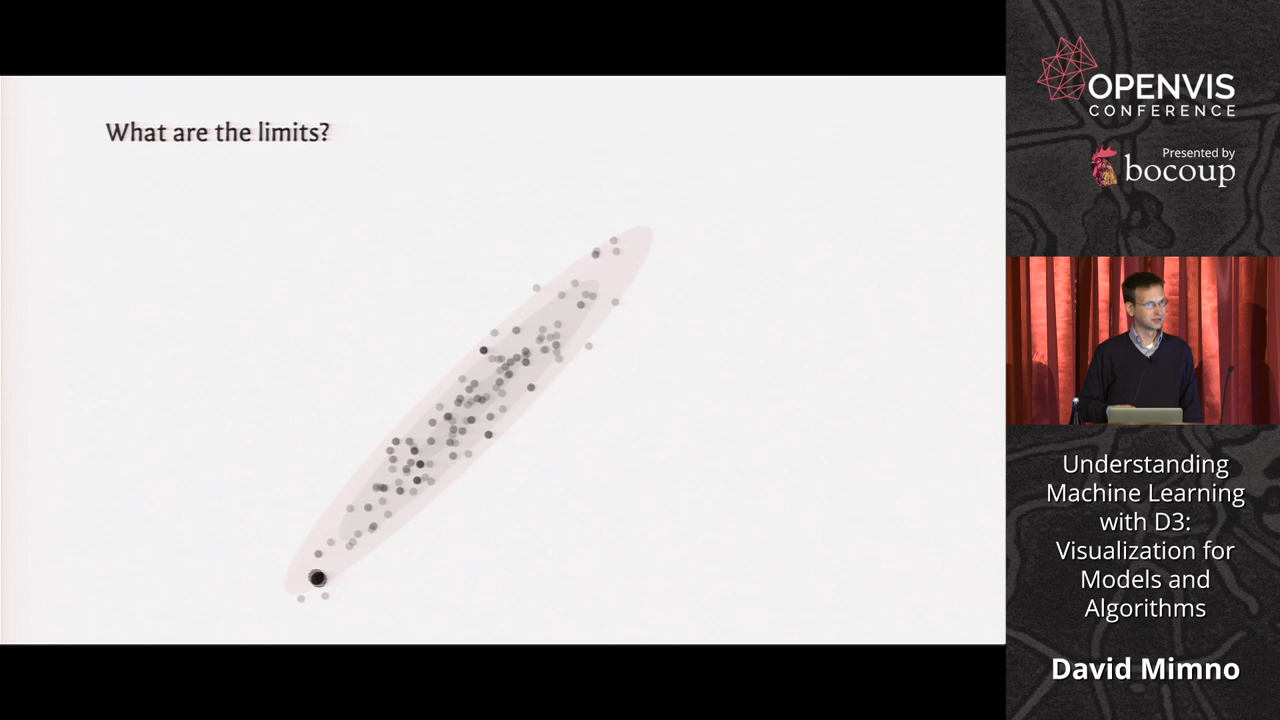 What are the limits?
OPENVIS
CONFERENCE
Presented by
bocoup
Understanding
Machine Learning
with D3:
Visualization for
Models and
Algorithms
David Mimno